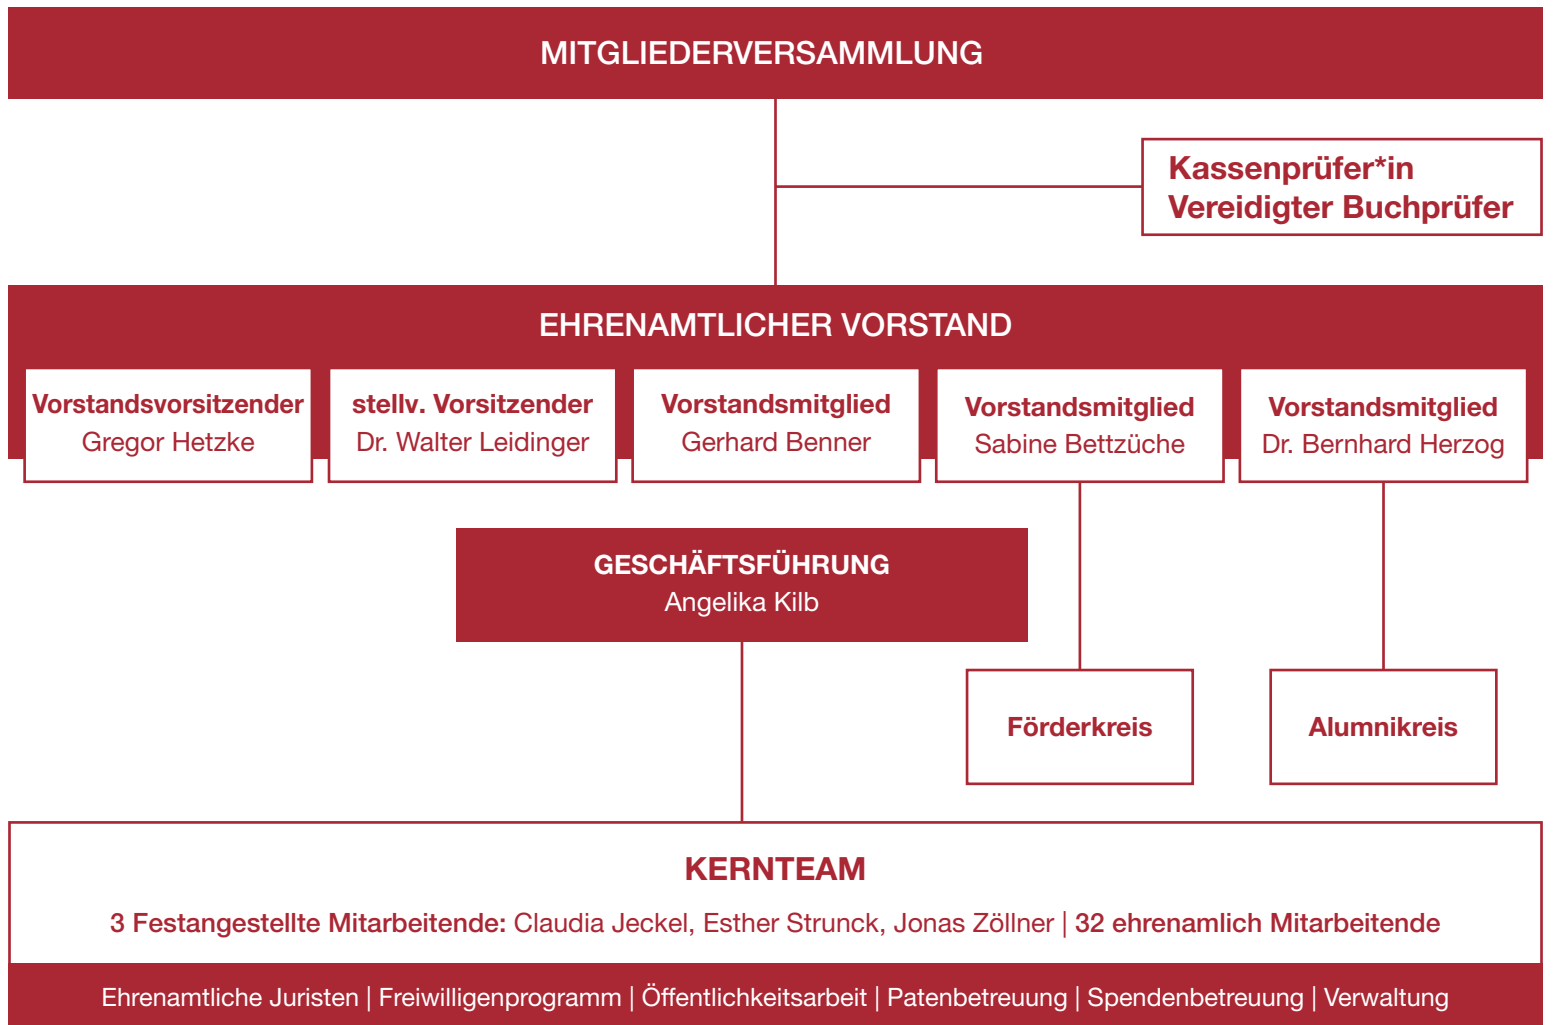 MITGLIEDERVERSAMMLUNG
Kassenprüfer*in
Vereidigter Buchprüfer
EHRENAMTLICHER VORSTAND
Vorstandsvorsitzender
Gregor Hetzke
stellv. Vorsitzender
Dr. Walter Leidinger
Vorstandsmitglied
Gerhard Benner
Vorstandsmitglied
Sabine Bettzüche
Vorstandsmitglied
Dr. Bernhard Herzog
GESCHÄFTSFÜHRUNG
Angelika Kilb
Förderkreis
Alumnikreis
KERNTEAM
3 Festangestellte Mitarbeitende: Claudia Jeckel, Esther Strunck, Jonas Zöllner | 32 ehrenamlich Mitarbeitende
Ehrenamtliche Juristen | Freiwilligenprogramm | Öffentlichkeitsarbeit | Patenbetreuung | Spendenbetreuung | Verwaltung